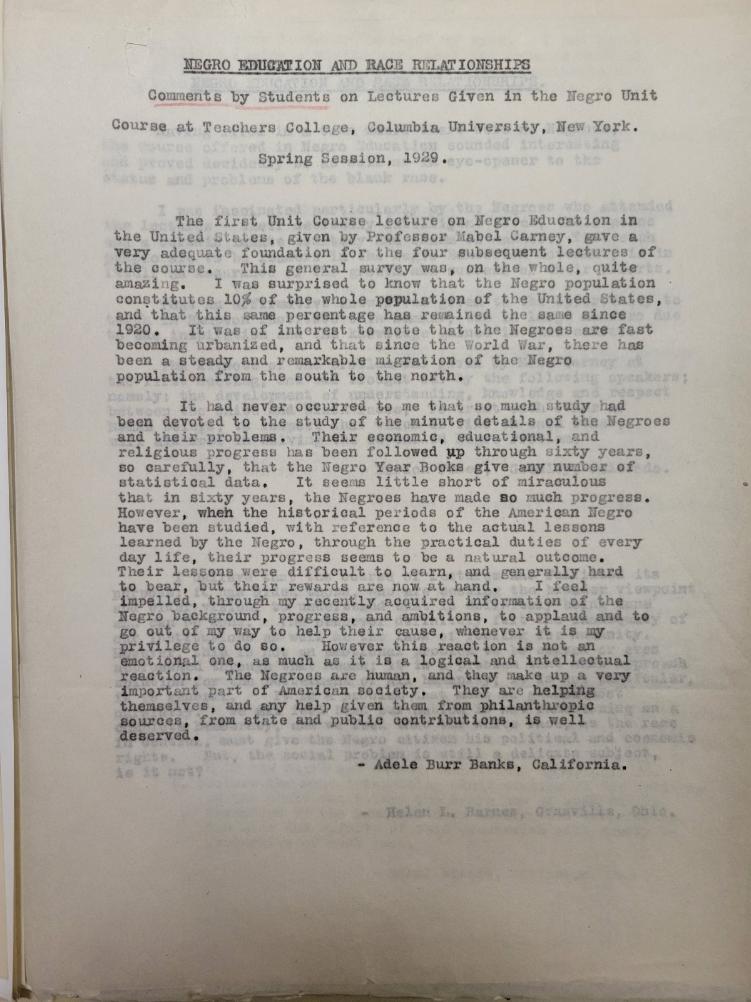 NEGRO EDUCATION AND RACE RELATIONSHIPS
Comments by Students on Lectures Given in the Negro Unit
Course at Teachers College, Columbia University, New York.
Spring Session, 1929.
The first Unit Course lecture on Negro Education in
the United States, given by Professor Mabel Carney, gave a
very adequate foundation for the four subsequent lectures of
the course. This general survey was, on the whole, quite
amazing. I was surprised to know that the Negro population
constitutes 10% of the whole population of the United States,
and that this same percentage has remained the same since
1920. It was of interest to note that the Negroes are fast
becoming urbanized, and that since the World War, there has
been a steady and remarkable migration of the Negro
population from the south to the north.
It had never occurred to me that so much study had
been devoted to the study of the minute details of the Negroes
and their problems. Their economic, educational, and
religious progress has been followed up through sixty years,
so carefully, that the Negro Year Books give any number of
statistical data. It seems little short of miraculous
that in sixty years, the Negroes have made so much progress.
However, wheh the historical periods of the American Negro
have been studied, with reference to the actual lessons
learned by the Negro, through the practical duties of every
day life, their progress seems to be a natural outcome.
Their lessons were difficult to learn, and generally hard
to bear, but their rewards are now at hand. I feel
impelled, through my recently acquired information of the
Negro background, progress, and ambitions, to applaud and to
go out of my way to help their cause, whenever it is my
privilege to do so. However this reaction is not an
emotional one, as much as it is a logical and intellectual
reaction. The Negroes are human, and they make up a very
important part of American society. They are helping
themselves, and any help given them from philanthropic
sources, from state and public contributions, is well
deserved.
- Adele Burr Banks, California.
is it not?
- Helen L. Barnes, Granville, Ohio.